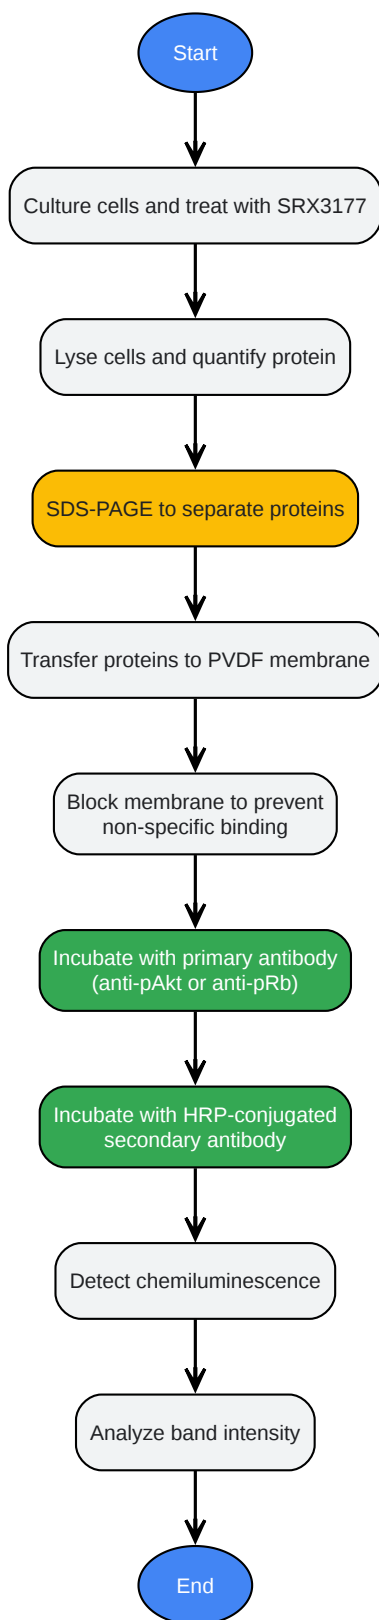 Start
Culture cells and treat with SRX3177
Lyse cells and quantify protein
SDS-PAGE to separate proteins
Transfer proteins to PVDF membrane
Block membrane to prevent
non-specific binding
Incubate with primary antibody
(anti-pAkt or anti-pRb)
Incubate with HRP-conjugated
secondary antibody
Detect chemiluminescence
Analyze band intensity
End